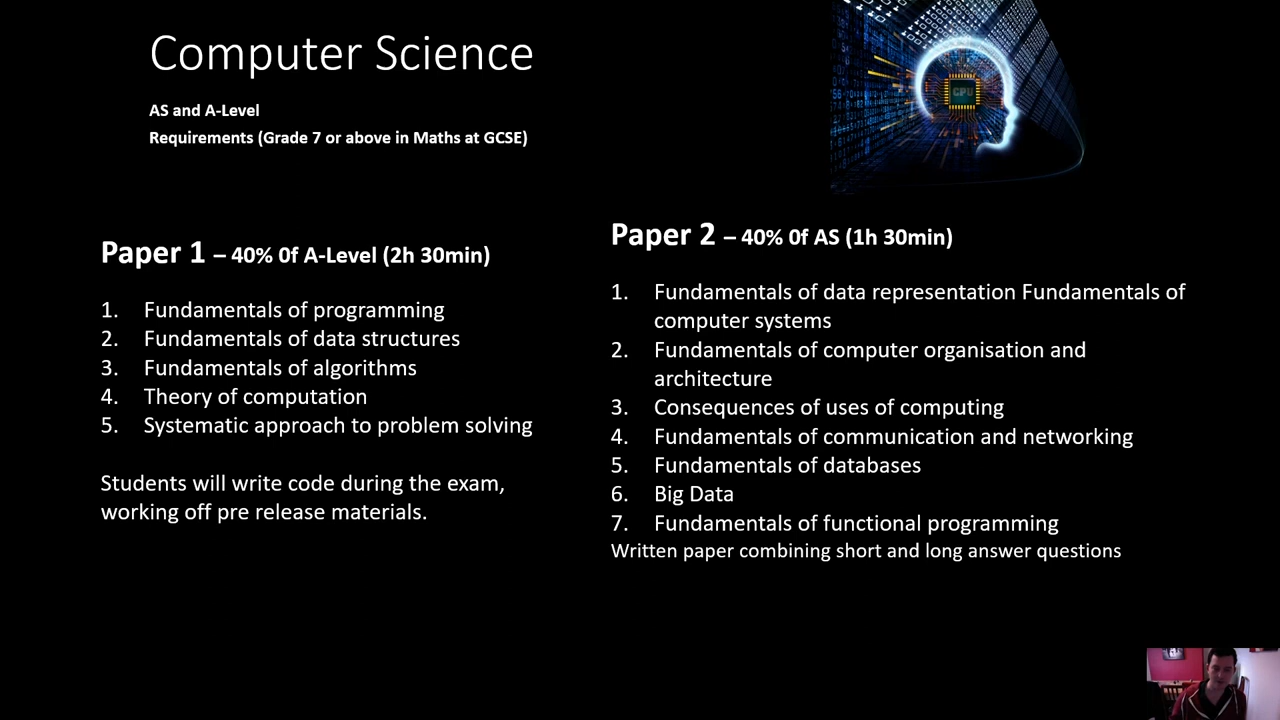 Computer Science
AS and A-Level
Requirements (Grade 7 or above in Maths at GCSE)
CPU
Paper 1 – 40% 0f A-Level (2h 30min)
1. Fundamentals of programming
2. Fundamentals of data structures
3. Fundamentals of algorithms
4. Theory of computation
5. Systematic approach to problem solving
Students will write code during the exam,
working off pre release materials.
Paper 2 – 40% 0f AS (1h 30min)
1. Fundamentals of data representation Fundamentals of
computer systems
2. Fundamentals of computer organisation and
architecture
3. Consequences of uses of computing
4. Fundamentals of communication and networking
5. Fundamentals of databases
6. Big Data
7. Fundamentals of functional programming
Written paper combining short and long answer questions